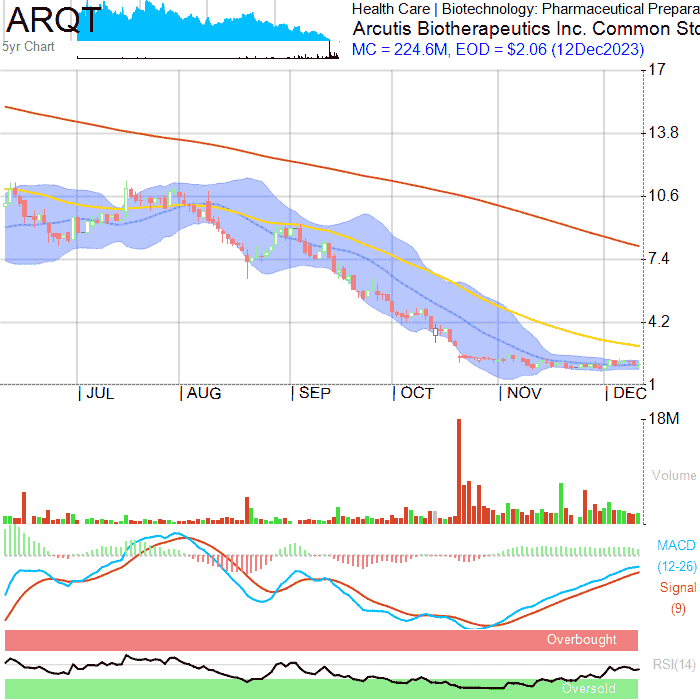 ARQT
5yr Chart
Health Care | Biotechnology: Pharmaceutical Prepara
Arcutis Biotherapeutics Inc. Common Sto
MC = 224.6M, EOD = $2.06 (12Dec2023)
17
13.8
10.6
7.4
4.2
1
JUL AUG SEP OCT NOV DEC
18M
Volume
MACD
(12-26)
Signal
(9)
Overbought
RSI(14)
Oversold